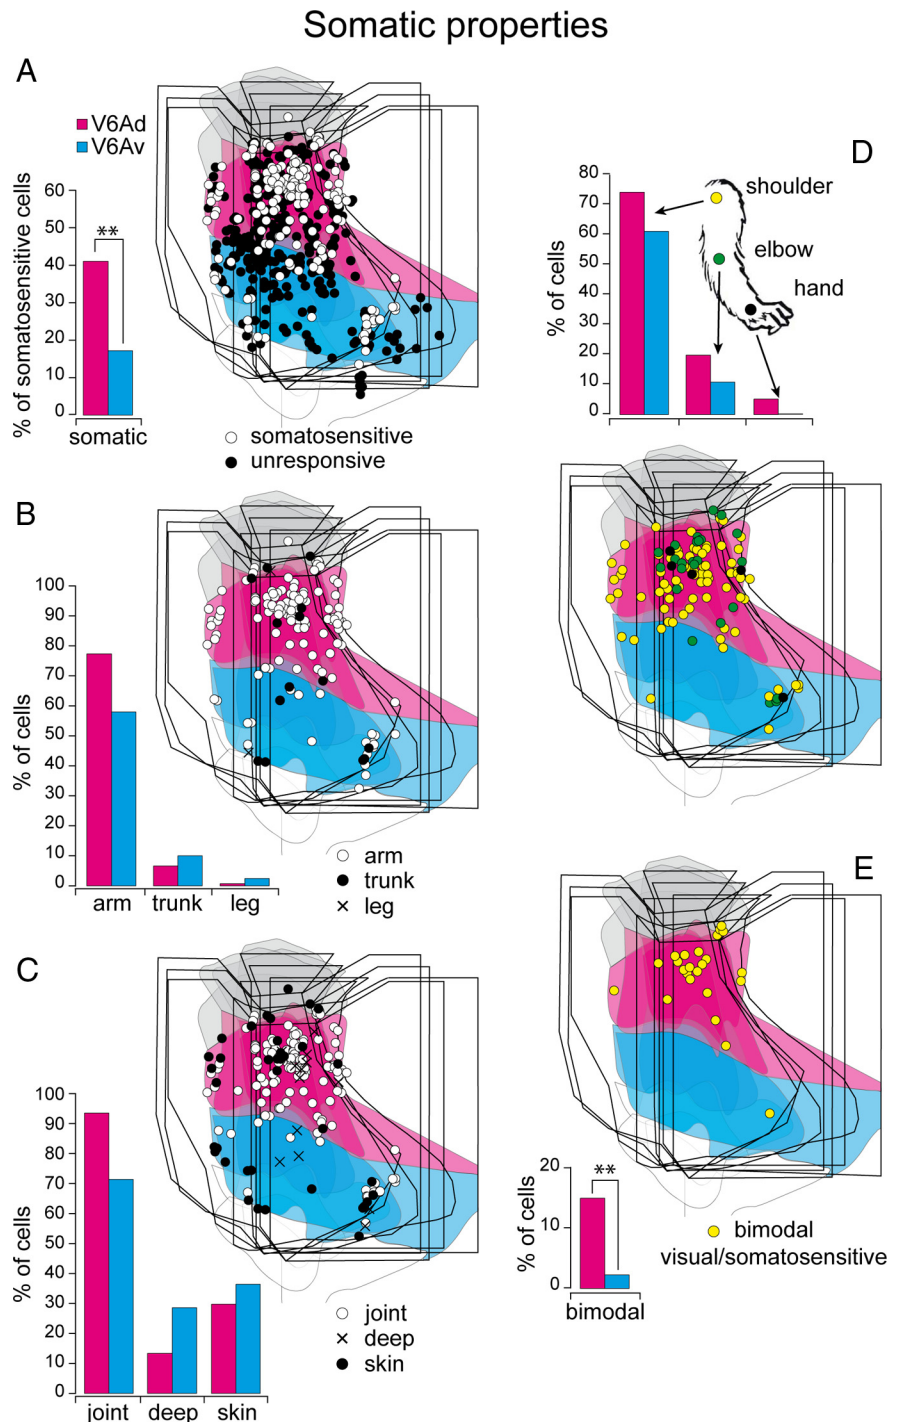 Somatic properties
A
V6Ad
V6Av
% of somatosensitive cells
60
50
40
30
20
10
0
**
somatic
somatosensitive
unresponsive
B
% of cells
100
90
80
70
60
50
40
30
20
10
0
arm
trunk
leg
arm
trunk
leg
C
% of cells
100
90
80
70
60
50
40
30
20
10
0
joint
deep
skin
joint
deep
skin
D
% of cells
80
70
60
50
40
30
20
10
0
shoulder
elbow
hand
E
% of cells
20
10
0
**
bimodal
bimodal
visual/somatosensitive